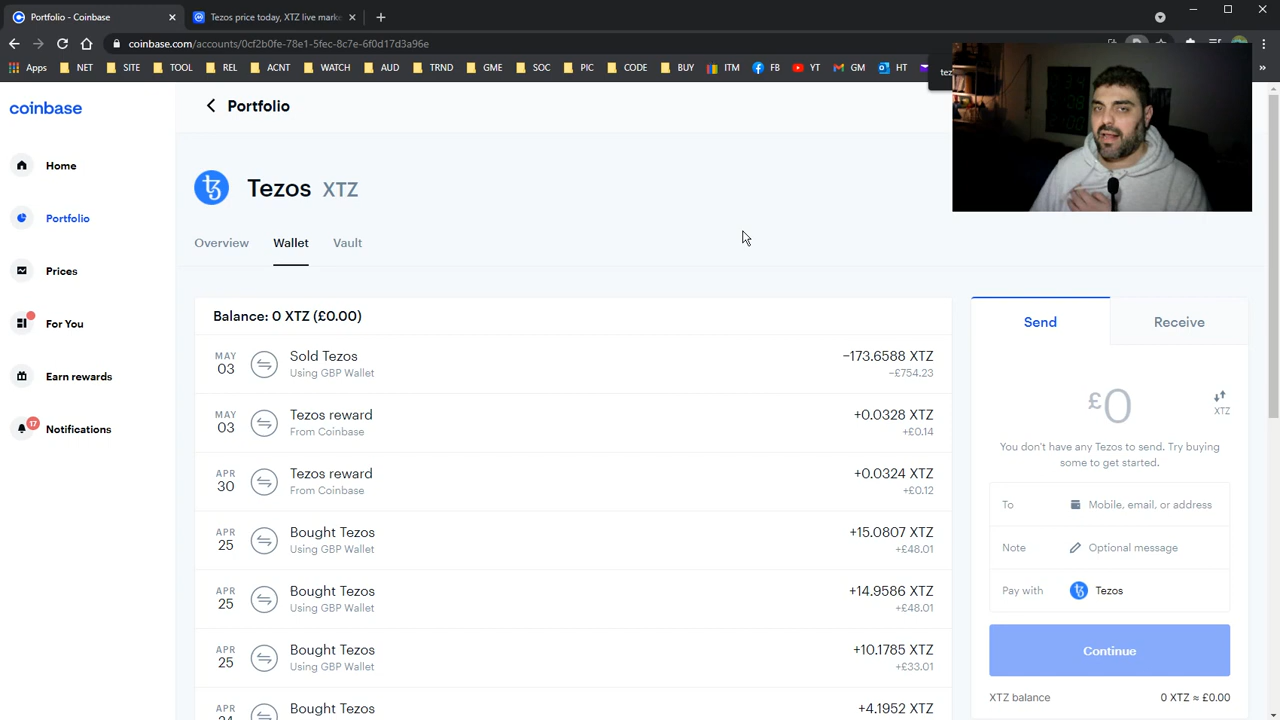 Portfolio - Coinbase
Tezos price today, XTZ live marke
coinbase.com/accounts/0cf2b0fe-78e1-5fec-8c7e-6f0d17d3a96e
Apps NET SITE TOOL REL ACNT WATCH AUD TRND GME SOC PIC CODE BUY FAN FB YT GM HT
tez
coinbase
Home
Portfolio
Prices
For You
Earn rewards
17
Notifications
Portfolio
Tezos XTZ
Overview Wallet Vault
Balance: 0 XTZ (£0.00)
MAY 03
Sold Tezos
Using GBP Wallet
−173.6588 XTZ
−£754.23
MAY 03
Tezos reward
From Coinbase
+0.0328 XTZ
+£0.14
APR 30
Tezos reward
From Coinbase
+0.0324 XTZ
+£0.12
APR 25
Bought Tezos
Using GBP Wallet
+15.0807 XTZ
+£48.01
APR 25
Bought Tezos
Using GBP Wallet
+14.9586 XTZ
+£48.01
APR 25
Bought Tezos
Using GBP Wallet
+10.1785 XTZ
+£33.01
APR
Bought Tezos
+4.1952 XTZ
Send Receive
£0
XTZ
You don't have any Tezos to send. Try buying
some to get started.
To Mobile, email, or address
Note Optional message
Pay with Tezos
Continue
XTZ balance 0 XTZ ≈ £0.00